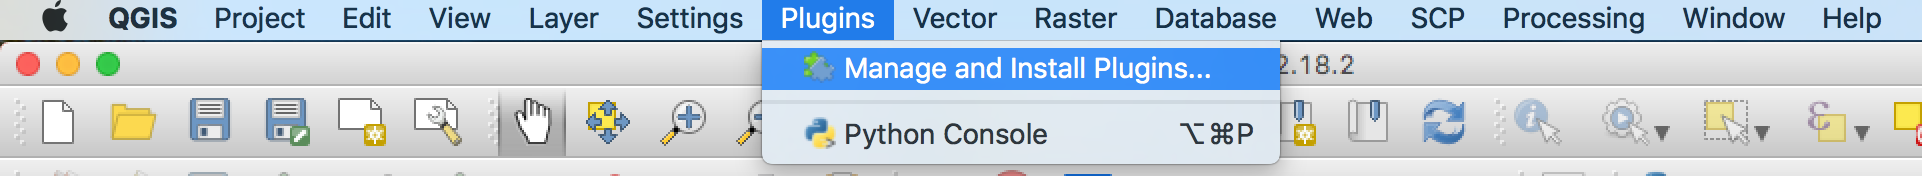 QGIS Project Edit View Layer Settings Plugins Vector Raster Database Web SCP Processing Window Help
Manage and Install Plugins...
2.18.2
Python Console ⌥⌘P
ε